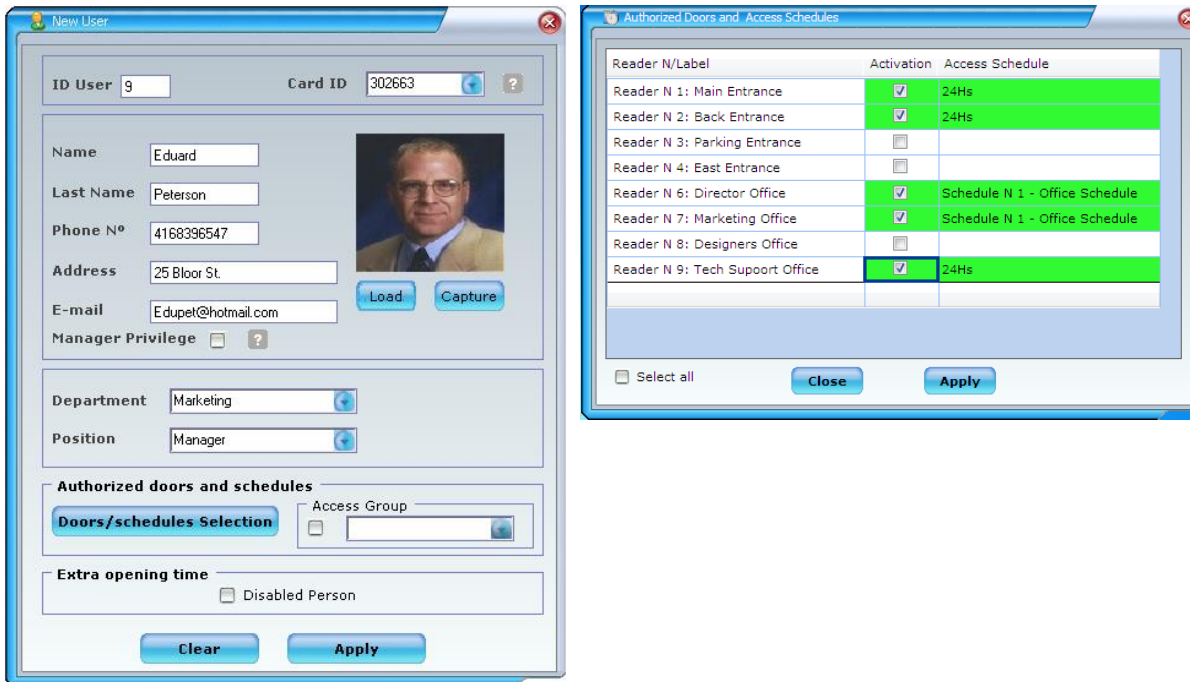 New User
ID User 9 Card ID 302663 ?
Name Eduard
Last Name Peterson
Phone Nº 4168396547
Address 25 Bloor St.
E-mail Edupet@hotmail.com
Load Capture
Manager Privilege ?
Department Marketing
Position Manager
Authorized doors and schedules
Doors/schedules Selection
Access Group
Extra opening time
Disabled Person
Clear Apply
Authorized Doors and Access Schedules
Reader N/Label Activation Access Schedule
Reader N 1: Main Entrance 24Hs
Reader N 2: Back Entrance 24Hs
Reader N 3: Parking Entrance
Reader N 4: East Entrance
Reader N 6: Director Office Schedule N 1 - Office Schedule
Reader N 7: Marketing Office Schedule N 1 - Office Schedule
Reader N 8: Designers Office
Reader N 9: Tech Supoort Office 24Hs
Select all Close Apply